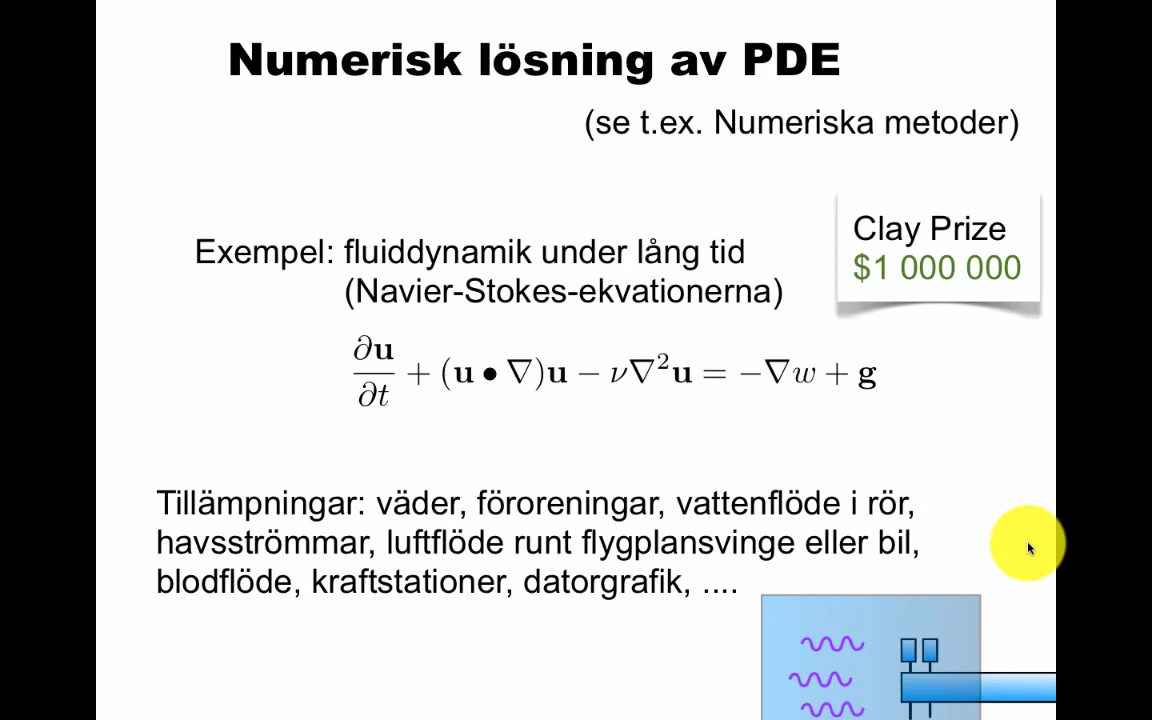 Numerisk lösning av PDE
(se t.ex. Numeriska metoder)
Clay Prize
$1 000 000
Exempel: fluiddynamik under lång tid
(Navier-Stokes-ekvationerna)
∂u/∂t + (u • ∇)u − ν∇²u = −∇w + g
Tillämpningar: väder, föroreningar, vattenflöde i rör,
havsströmmar, luftflöde runt flygplansvinge eller bil,
blodflöde, kraftstationer, datorgrafik, ....